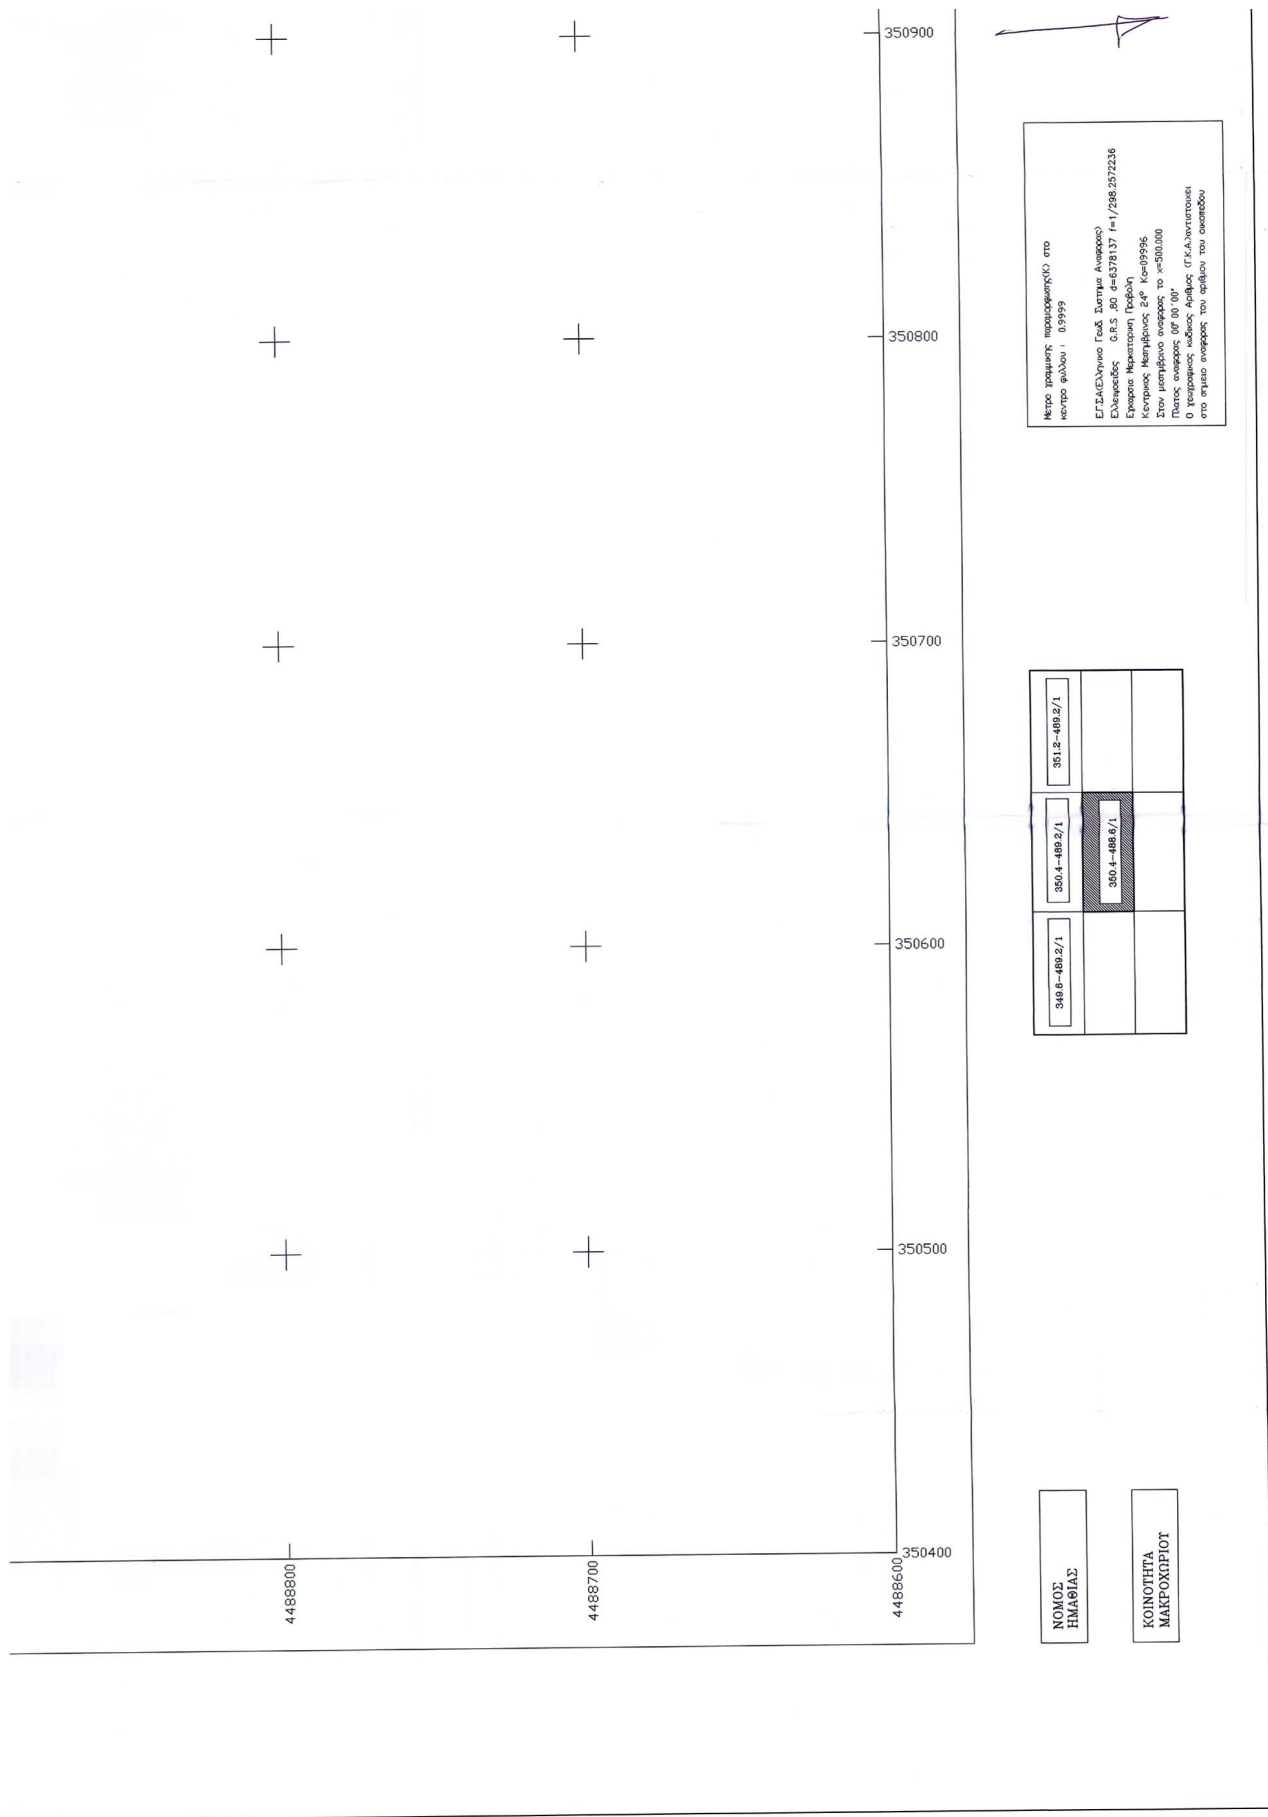 350900
350800
350700
350600
350500
350400
4488800
4488700
4488600
Μετρο γραμμικης παραμορφωσης(Κ) στο
κεντρο φυλλου : 0.9999
Ε.Γ.Σ.Α(Ελληνικο Γεωδ. Συστημα Αναφορας)
Ελλειψοειδες G.R.S ,80 d=6378137 f=1/298.2572236
Εγκαρσια Μερκατορικη Προβολη
Κεντρικος Μεσημβρινος 24° Κο=09996
Στον μεσημβρινο αναφορας το x=500.000
Πλατος αναφορας 00° 00΄00"
Ο γεωγραφικος κωδικος Αριθμος (Γ.Κ.Α.)αντιστοιχει
στο σημειο αναφορας του αριθμου του οικοπεδου
349.6-489.2/1
350.4-489.2/1
351.2-489.2/1
350.4-488.6/1
ΝΟΜΟΣ
ΗΜΑΘΙΑΣ
ΚΟΙΝΟΤΗΤΑ
ΜΑΚΡΟΧΩΡΙΟΥ